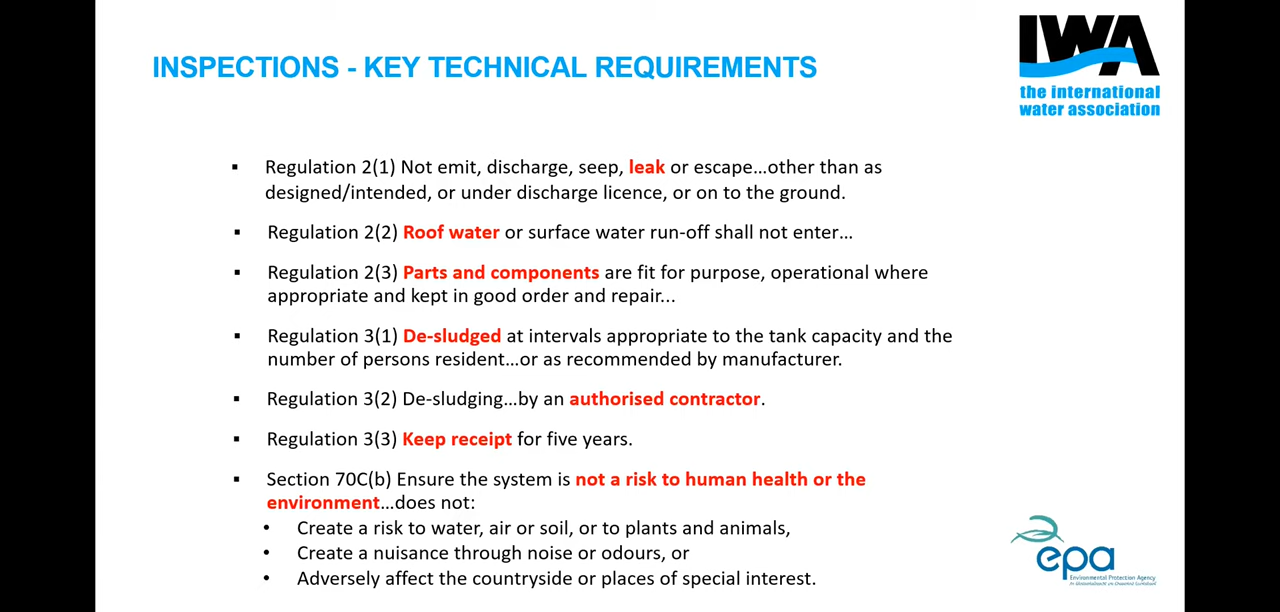 INSPECTIONS - KEY TECHNICAL REQUIREMENTS
IWA
the international
water association
▪ Regulation 2(1) Not emit, discharge, seep, leak or escape…other than as
designed/intended, or under discharge licence, or on to the ground.
▪ Regulation 2(2) Roof water or surface water run-off shall not enter…
▪ Regulation 2(3) Parts and components are fit for purpose, operational where
appropriate and kept in good order and repair...
▪ Regulation 3(1) De-sludged at intervals appropriate to the tank capacity and the
number of persons resident…or as recommended by manufacturer.
▪ Regulation 3(2) De-sludging…by an authorised contractor.
▪ Regulation 3(3) Keep receipt for five years.
▪ Section 70C(b) Ensure the system is not a risk to human health or the
environment…does not:
• Create a risk to water, air or soil, or to plants and animals,
• Create a nuisance through noise or odours, or
• Adversely affect the countryside or places of special interest.
epa
Environmental Protection Agency